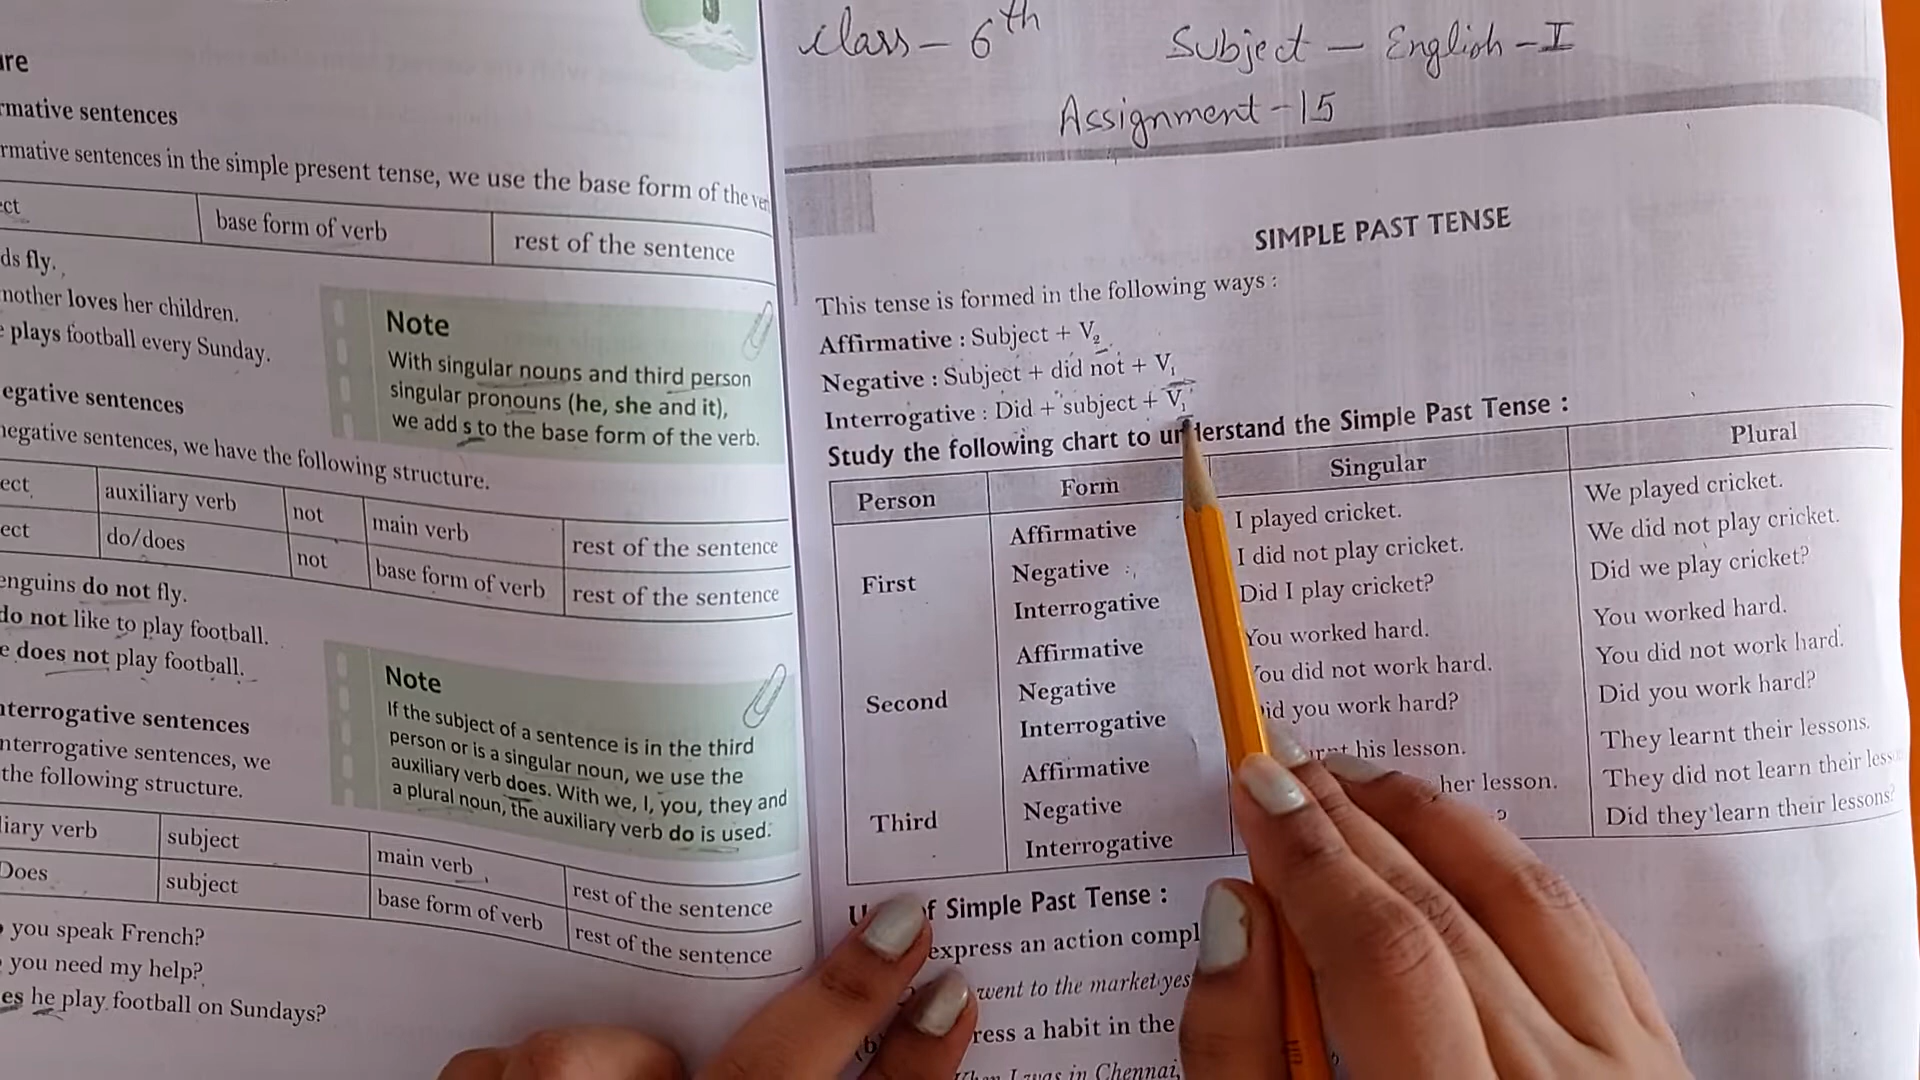 ative sentences
ative sentences in the simple present tense, we use the base form of the
base form of verb
rest of the sentence
fly.
mother loves her children.
plays football every Sunday.
Note
With singular nouns and third person
singular pronouns (he, she and it),
we add s to the base form of the verb.
egative sentences
negative sentences, we have the following structure.
auxiliary verb
not
main verb
rest of the sentence
do/does
not
base form of verb
rest of the sentence
enguins do not fly.
do not like to play football.
does not play football.
Note
If the subject of a sentence is in the third
person or is a singular noun, we use the
auxiliary verb does. With we, I, you, they and
a plural noun, the auxiliary verb do is used.
nterrogative sentences
nterrogative sentences, we
the following structure.
liary verb
subject
main verb
rest of the sentence
Does
subject
base form of verb
rest of the sentence
you speak French?
you need my help?
es he play football on Sundays?
Class - 6th
Subject - English - I
Assignment - 15
SIMPLE PAST TENSE
This tense is formed in the following ways :
Affirmative : Subject + V2
Negative : Subject + did not + V1
Interrogative : Did + subject + V1
Study the following chart to understand the Simple Past Tense :
Person
Form
Singular
Plural
First
Affirmative
I played cricket.
We played cricket.
Negative
I did not play cricket.
We did not play cricket.
Interrogative
Did I play cricket?
Did we play cricket?
Second
Affirmative
You worked hard.
You worked hard.
Negative
You did not work hard.
You did not work hard.
Interrogative
Did you work hard?
Did you work hard?
Third
Affirmative
his lesson.
They learnt their lessons.
Negative
her lesson.
They did not learn their less
Interrogative
Did they learn their lessons?
of Simple Past Tense :
express an action compl
went to the market yes
(b)
ress a habit in the
When I was in Chennai,